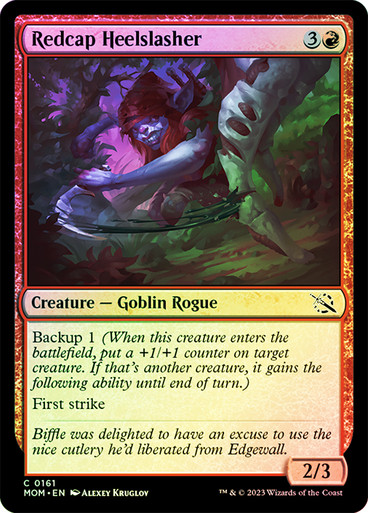 Redcap Heelslasher 3
Creature — Goblin Rogue
Backup 1 (When this creature enters the
battlefield, put a +1/+1 counter on target
creature. If that's another creature, it gains the
following ability until end of turn.)
First strike
Biffle was delighted to have an excuse to use the
nice cutlery he'd liberated from Edgewall.
2/3
C 0161
MOM • EN Alexey Kruglov
™ & © 2023 Wizards of the Coast